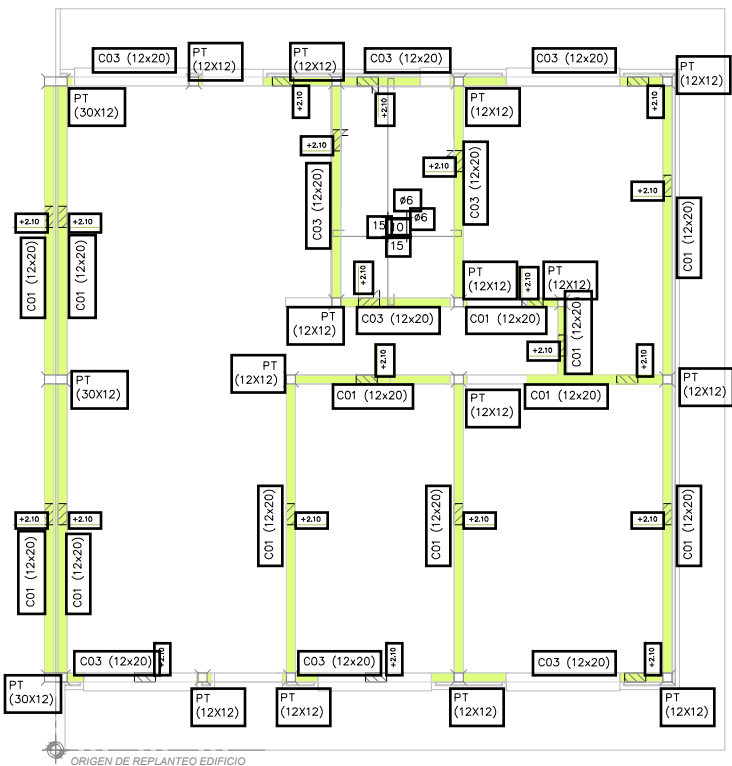 C03 (12x20)
PT
(12X12)
PT
(12X12)
C03 (12x20)
C03 (12x20)
PT
(12X12)
PT
(30X12)
+2.10
+2.10
PT
(12X12)
+2.10
+2.10
+2.10
C03 (12x20)
C03 (12x20)
+2.10
C01 (12x20)
+2.10
+2.10
C01 (12x20)
C01 (12x20)
ø6
ø6
15
10
15
+2.10
PT
(12X12)
+2.10
PT
(12X12)
PT
(12X12)
C03 (12x20)
C01 (12x20)
C01 (12x20)
+2.10
+2.10
+2.10
PT
(30X12)
PT
(12X12)
C01 (12x20)
PT
(12X12)
C01 (12x20)
PT
(12X12)
+2.10
+2.10
C01 (12x20)
C01 (12x20)
C01 (12x20)
+2.10
C01 (12x20)
+2.10
+2.10
C01 (12x20)
C03 (12x20)
+2.10
C03 (12x20)
+2.10
C03 (12x20)
+2.10
PT
(30X12)
PT
(12X12)
PT
(12X12)
PT
(12X12)
PT
(12X12)
ORIGEN DE REPLANTEO EDIFICIO